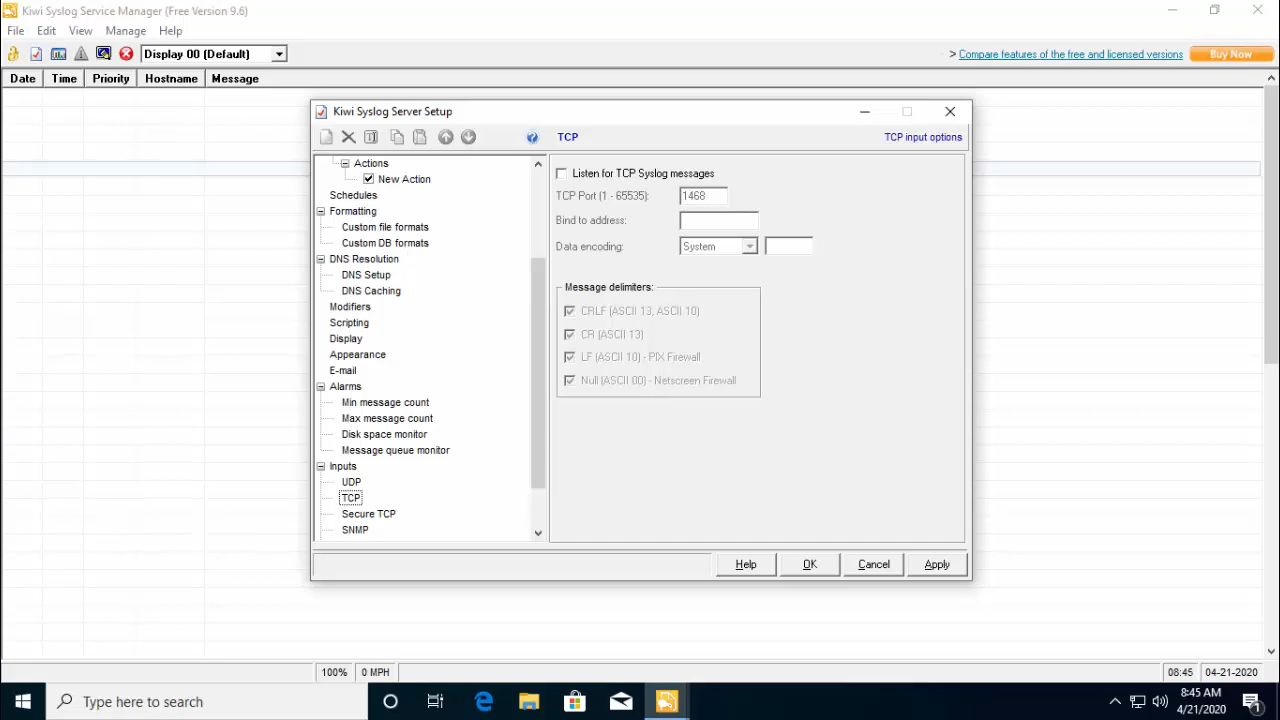 Kiwi Syslog Service Manager (Free Version 9.6)
File Edit View Manage Help
Display 00 (Default)
> Compare features of the free and licensed versions
Buy Now
Date Time Priority Hostname Message
Kiwi Syslog Server Setup
TCP
TCP input options
Actions
New Action
Schedules
Formatting
Custom file formats
Custom DB formats
DNS Resolution
DNS Setup
DNS Caching
Modifiers
Scripting
Display
Appearance
E-mail
Alarms
Min message count
Max message count
Disk space monitor
Message queue monitor
Inputs
UDP
TCP
Secure TCP
SNMP
Listen for TCP Syslog messages
TCP Port (1 - 65535): 1468
Bind to address:
Data encoding: System
Message delimiters:
CRLF (ASCII 13, ASCII 10)
CR (ASCII 13)
LF (ASCII 10) - PIX Firewall
Null (ASCII 00) - Netscreen Firewall
Help OK Cancel Apply
100% 0 MPH 08:45 04-21-2020
Type here to search
8:45 AM
4/21/2020
1